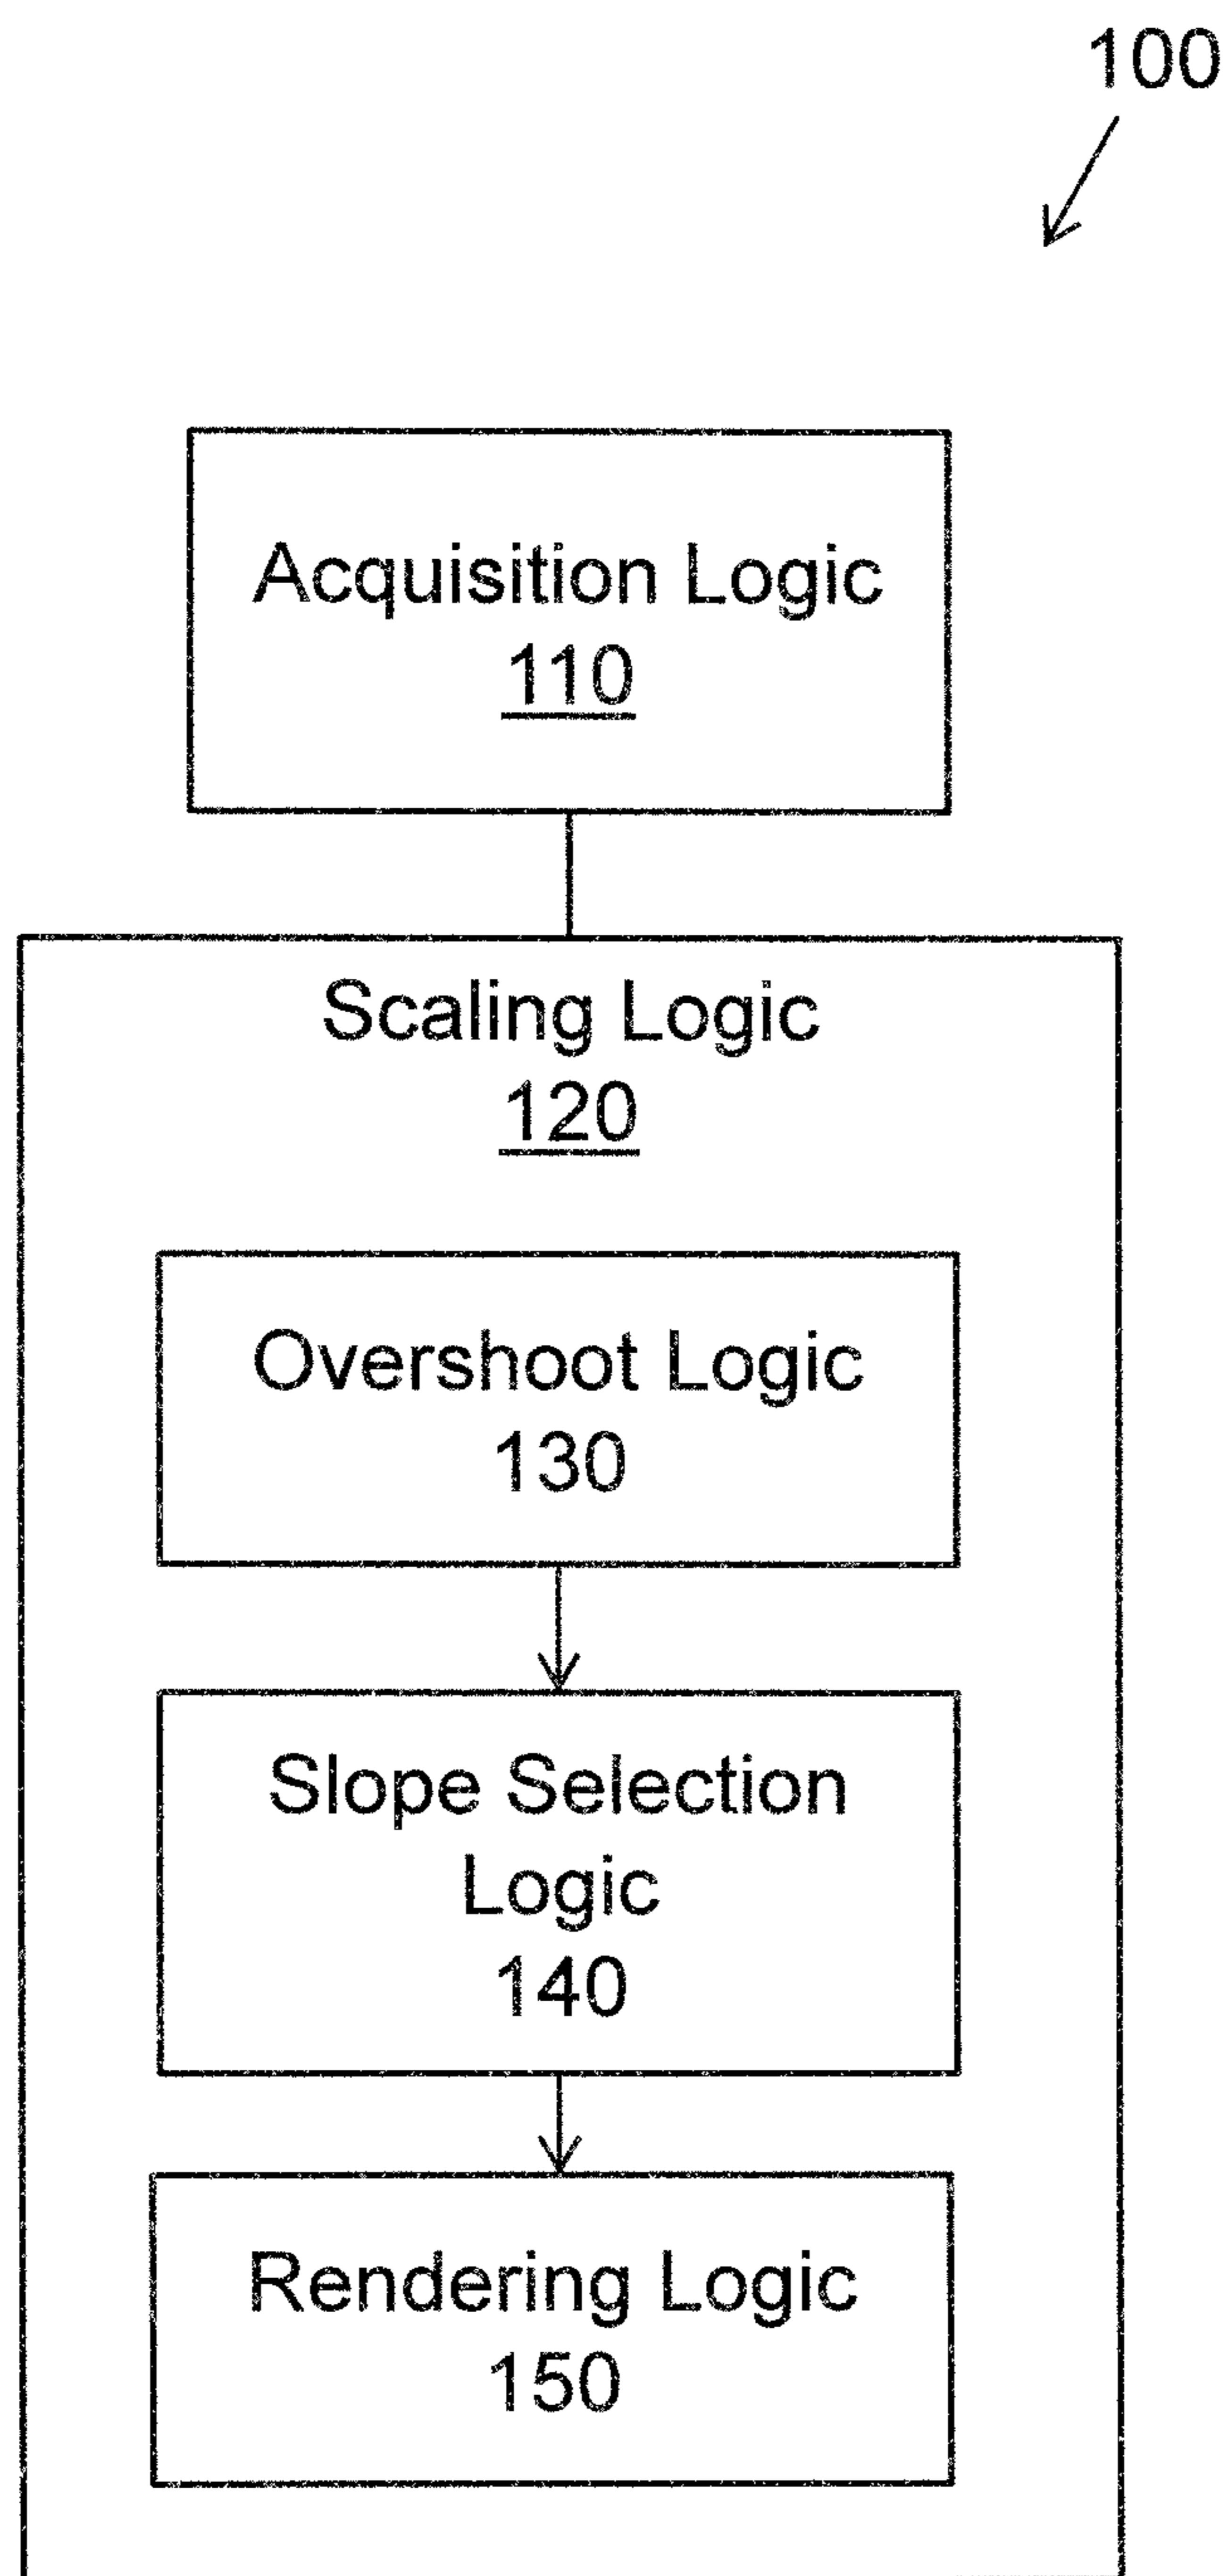 100
Acquisition Logic
110
Scaling Logic
120
Overshoot Logic
130
Slope Selection
Logic
140
Rendering Logic
150